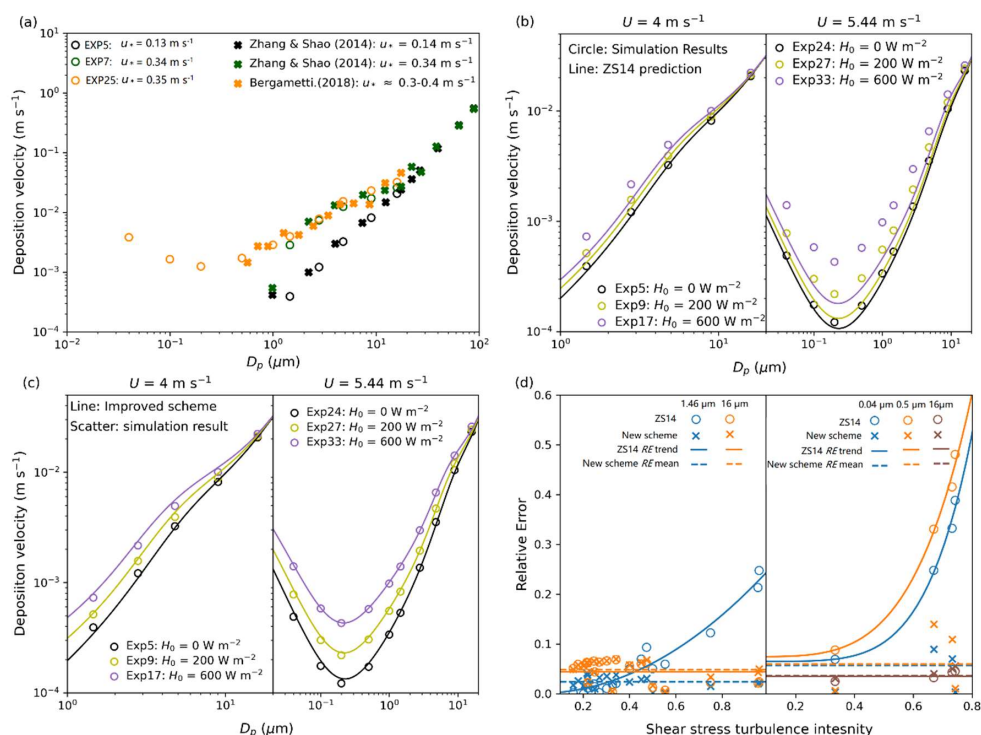 (a)
EXP5: u* = 0.13 m s⁻¹
EXP7: u* = 0.34 m s⁻¹
EXP25: u* = 0.35 m s⁻¹
Zhang & Shao (2014): u* = 0.14 m s⁻¹
Zhang & Shao (2014): u* = 0.34 m s⁻¹
Bergametti.(2018): u* ≈ 0.3-0.4 m s⁻¹
10¹
10⁰
10⁻¹
10⁻²
10⁻³
10⁻⁴
Deposition velocity (m s⁻¹)
10⁻² 10⁻¹ 10⁰ 10¹ 10²
Dₚ (μm)
(b)
U = 4 m s⁻¹
U = 5.44 m s⁻¹
Circle: Simulation Results
Line: ZS14 prediction
Exp24: H₀ = 0 W m⁻²
Exp27: H₀ = 200 W m⁻²
Exp33: H₀ = 600 W m⁻²
Exp5: H₀ = 0 W m⁻²
Exp9: H₀ = 200 W m⁻²
Exp17: H₀ = 600 W m⁻²
10⁻²
10⁻³
10⁻⁴
Deposiiton velocity (m s⁻¹)
10⁰ 10¹ 10⁻¹ 10⁰ 10¹
Dₚ (μm)
(c)
U = 4 m s⁻¹
U = 5.44 m s⁻¹
Line: Improved scheme
Scatter: simulation result
Exp24: H₀ = 0 W m⁻²
Exp27: H₀ = 200 W m⁻²
Exp33: H₀ = 600 W m⁻²
Exp5: H₀ = 0 W m⁻²
Exp9: H₀ = 200 W m⁻²
Exp17: H₀ = 600 W m⁻²
10⁻²
10⁻³
10⁻⁴
Deposiiton velocity (m s⁻¹)
10⁰ 10¹ 10⁻¹ 10⁰ 10¹
Dₚ (μm)
(d)
1.46 μm 16 μm
ZS14
New scheme
ZS14 RE trend
New scheme RE mean
0.04 μm 0.5 μm 16μm
ZS14
New scheme
ZS14 RE trend
New scheme RE mean
0.6
0.5
0.4
0.3
0.2
0.1
0.0
Relative Error
0.2 0.4 0.6 0.8 0.2 0.4 0.6 0.8
Shear stress turbulence intesnity